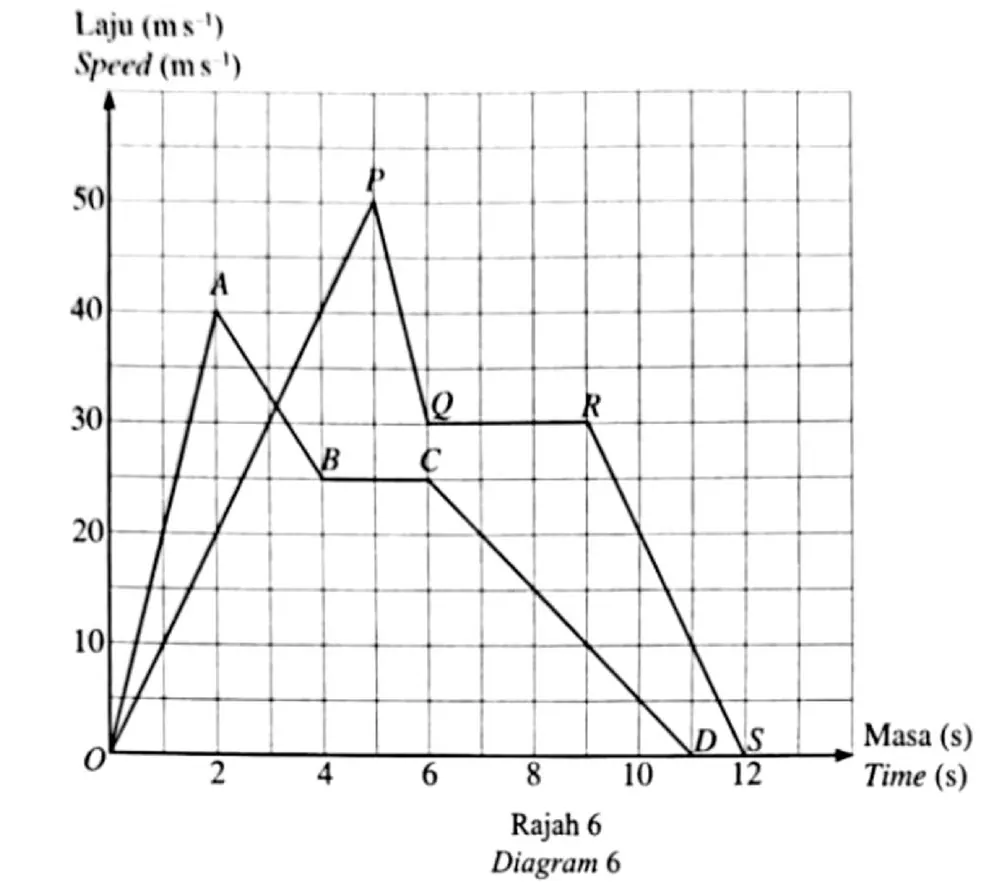 Laju (m s⁻¹)
Speed (m s⁻¹)
P
50
A
40
Q R
30
B C
20
10
O
D S
2 4 6 8 10 12
Masa (s)
Time (s)
Rajah 6
Diagram 6